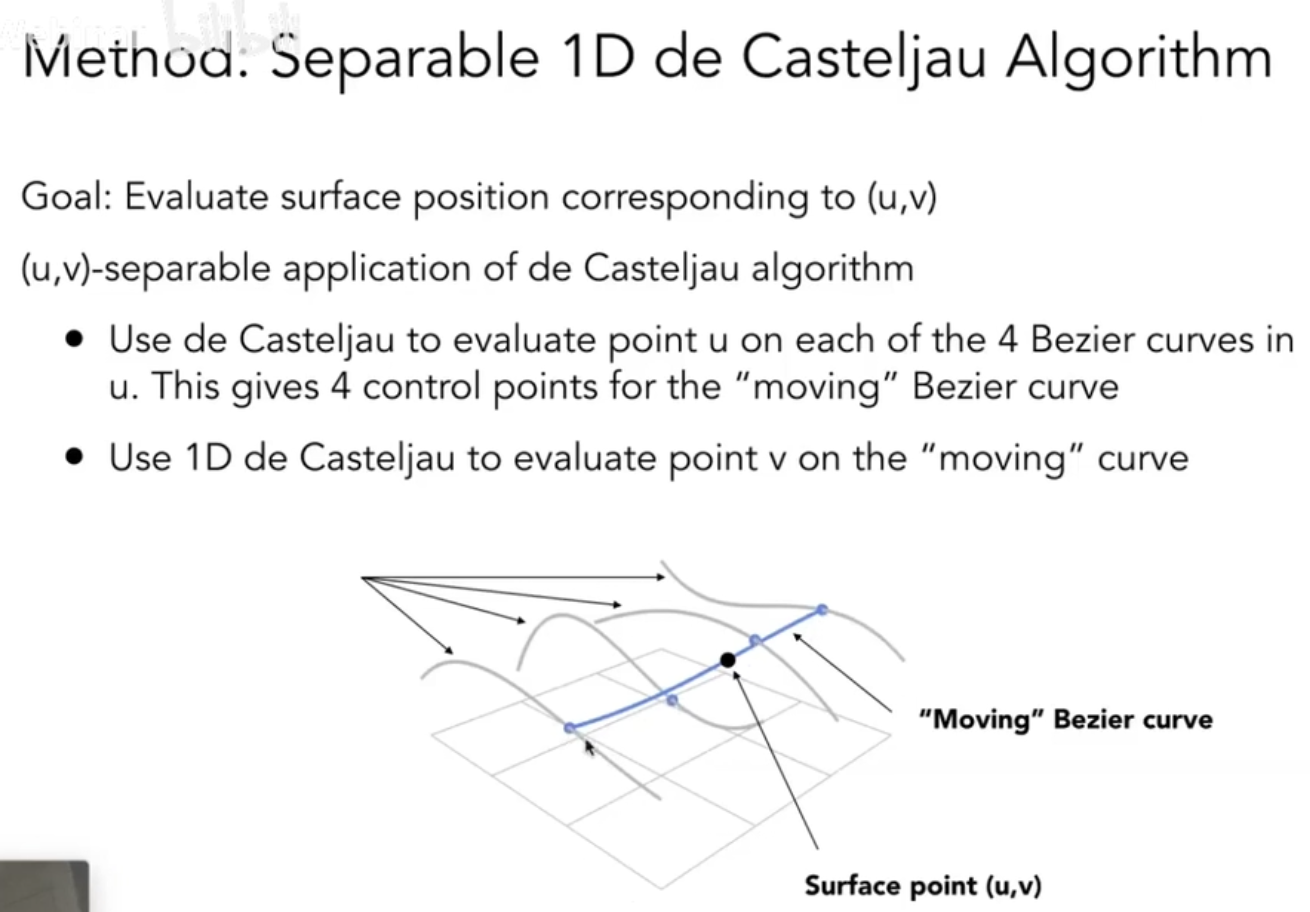 Webinar bilibili
Method: Separable 1D de Casteljau Algorithm
Goal: Evaluate surface position corresponding to (u,v)
(u,v)-separable application of de Casteljau algorithm
● Use de Casteljau to evaluate point u on each of the 4 Bezier curves in
u. This gives 4 control points for the “moving” Bezier curve
● Use 1D de Casteljau to evaluate point v on the “moving” curve
“Moving” Bezier curve
Surface point (u,v)